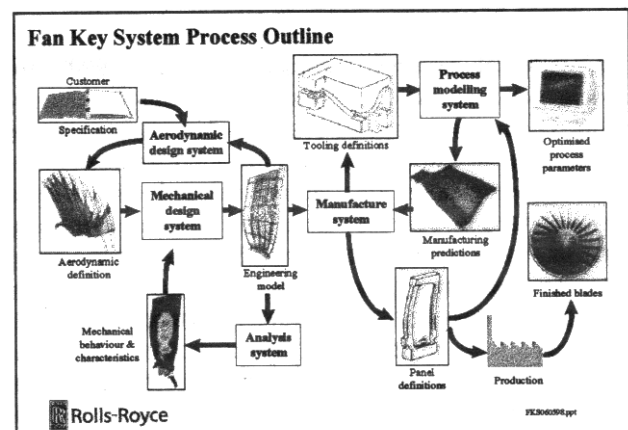 Fan Key System Process Outline
Customer
Specification
Aerodynamic
design system
Aerodynamic
definition
Mechanical
design
system
Engineering
model
Mechanical
behaviour &
characteristics
Analysis
system
Tooling definitions
Manufacture
system
Process
modelling
system
Optimised
process
parameters
Manufacturing
predictions
Panel
definitions
Production
Finished blades
Rolls-Royce
FKS060598.ppt